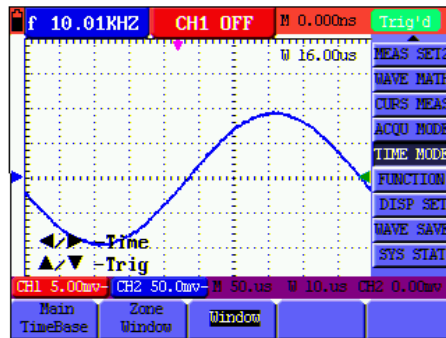 f 10.01KHZ CH1 OFF M 0.000ns Trig'd
W 16.00us
MEAS SETZ
WAVE MATH
CURS MEAS
ACQU MODE
TIME MODE
FUNCTION
DISP SET
WAVE SAVE
SYS STAT
◀/▶ -Time
▲/▼ -Trig
CH1 5.00mv- CH2 50.0mv- M 50.us W 10.us CH2 0.00mv
Main TimeBase
Zone Window
Window